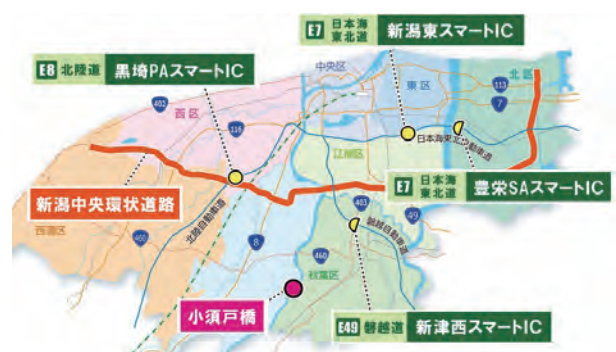 E7 日本海東北道 新潟東スマートIC
E8 北陸道 黒埼PAスマートIC
中央区
北区
東区
113
7
402
西区
116
日本海東北自動車道
江南区
E7 日本海東北道 豊栄SAスマートIC
新潟中央環状道路
403
49
西蒲区
460
北陸自動車道
8
磐越自動車道
460
秋葉区
小須戸橋
E49 磐越道 新津西スマートIC